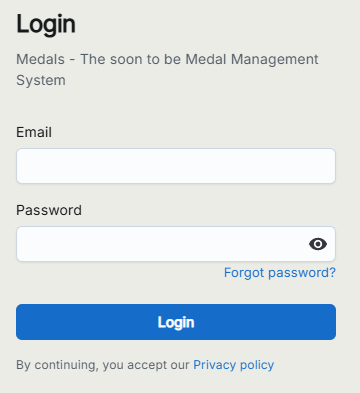 Login
Medals - The soon to be Medal Management
System
Email
Password
Forgot password?
Login
By continuing, you accept our Privacy policy